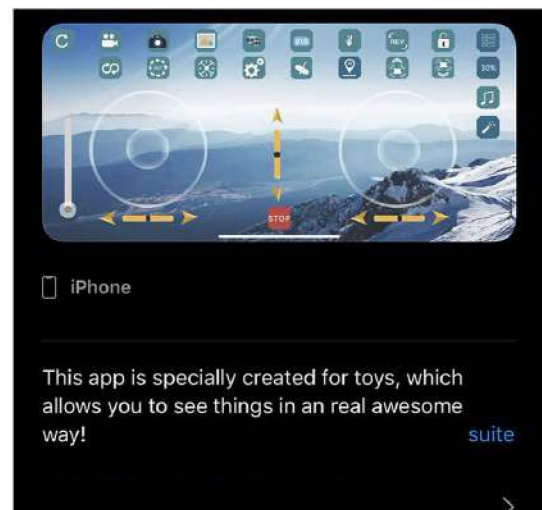 C
REV
30%
STOP
iPhone
This app is specially created for toys, which
allows you to see things in an real awesome
way!
suite